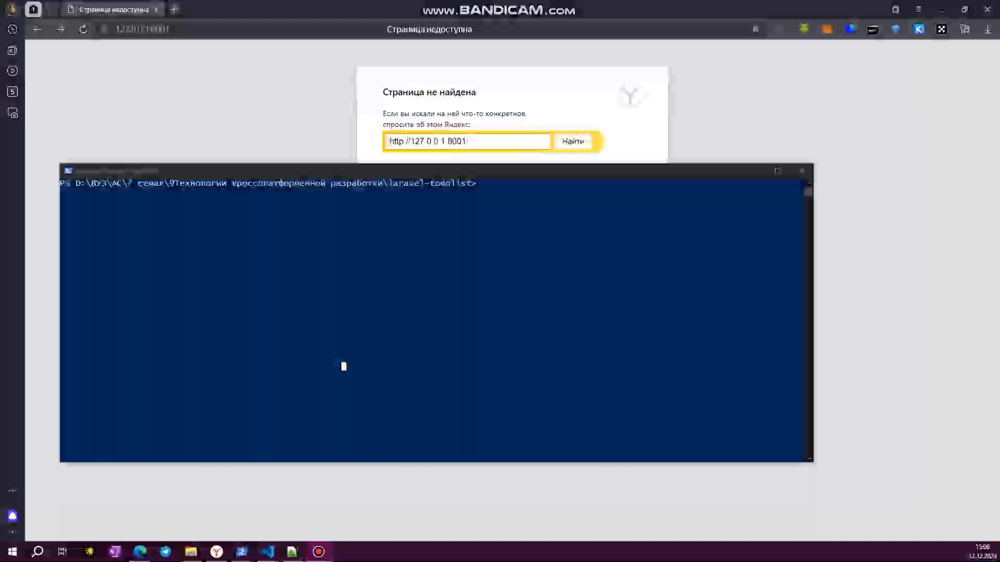 Страница недоступна
www.BANDICAM.com
Страница недоступна
5
Страница не найдена
Если вы искали на ней что-то конкретное,
спросите об этом Яндекс:
http://127.0.0.1:8001/
Найти
PS D:\ВУЗ\АС\7 семак\9Технологии кроссплатформенной разработки\laravel-todolist>
15:06
12.12.2024